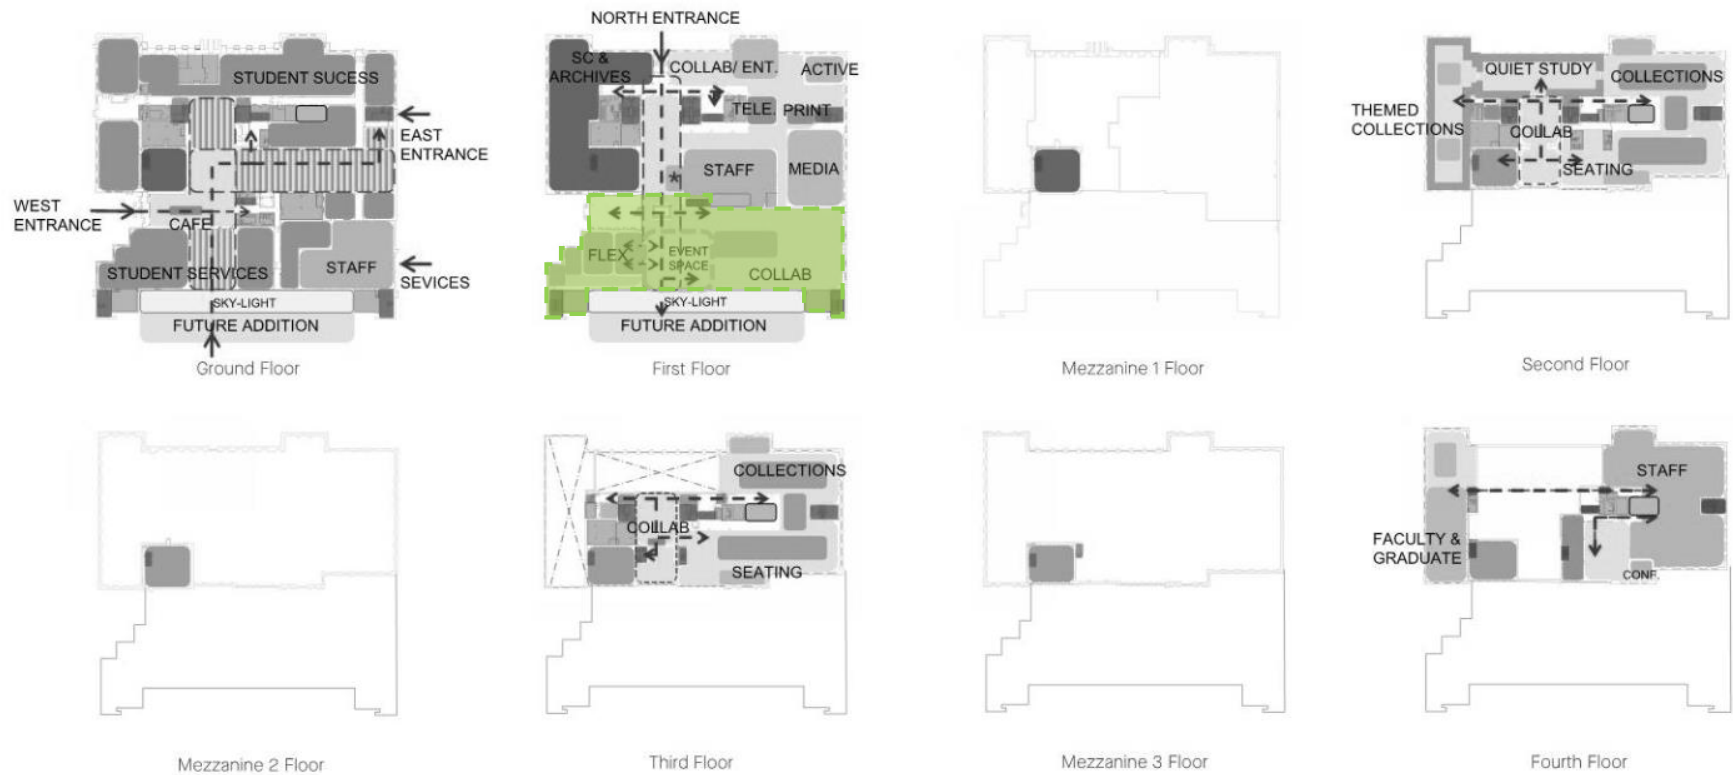 STUDENT SUCESS
EAST
ENTRANCE
WEST
ENTRANCE
CAFE
STUDENT SERVICES
STAFF
SEVICES
SKY-LIGHT
FUTURE ADDITION
Ground Floor
NORTH ENTRANCE
SC &
ARCHIVES
COLLAB/ ENT.
ACTIVE
TELE.
PRINT
STAFF
MEDIA
*
FLEX
EVENT
SPACE
COLLAB
SKY-LIGHT
FUTURE ADDITION
First Floor
Mezzanine 1 Floor
QUIET STUDY
COLLECTIONS
THEMED
COLLECTIONS
COLLAB
SEATING
Second Floor
Mezzanine 2 Floor
COLLECTIONS
COLLAB
SEATING
Third Floor
Mezzanine 3 Floor
STAFF
FACULTY &
GRADUATE
CONF.
Fourth Floor